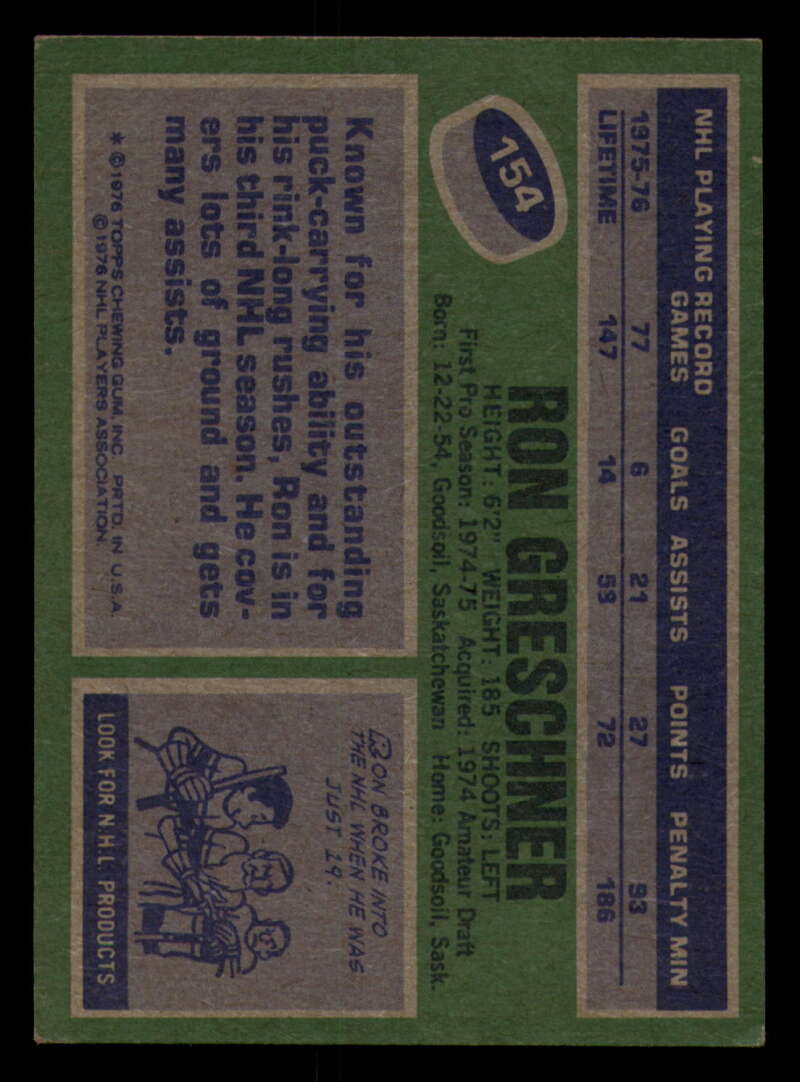 NHL PLAYING RECORD
GAMES GOALS ASSISTS POINTS PENALTY MIN
1975-76 77 6 21 27 93
LIFETIME 147 14 53 72 186
154
RON GRESCHNER
HEIGHT: 6'2" WEIGHT: 185 SHOOTS: LEFT
First Pro Season: 1974-75 Acquired: 1974 Amateur Draft
Born: 12-22-54, Goodsoil, Saskatchewan Home: Goodsoil, Sask.
Known for his outstanding
puck-carrying ability and for
his rink-long rushes, Ron is in
his third NHL season. He cov-
ers lots of ground and gets
many assists.
* © 1976 TOPPS CHEWING GUM, INC. PRTD. IN U.S.A.
© 1976 NHL PLAYERS ASSOCIATION.
RON BROKE INTO
THE NHL WHEN HE WAS
JUST 19.
LOOK FOR N.H.L. PRODUCTS